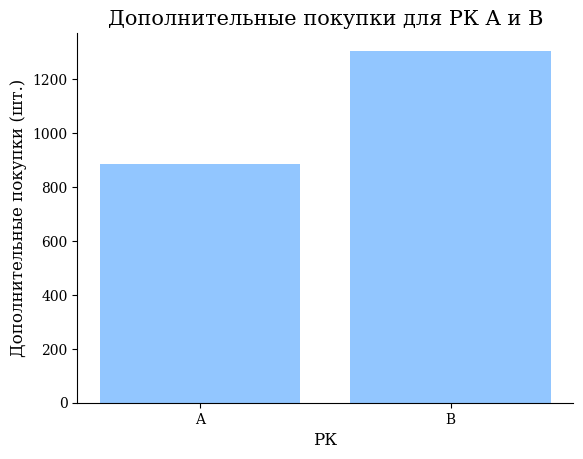 Дополнительные покупки для РК А и В
Дополнительные покупки (шт.)
1200
1000
800
600
400
200
0
А
В
РК